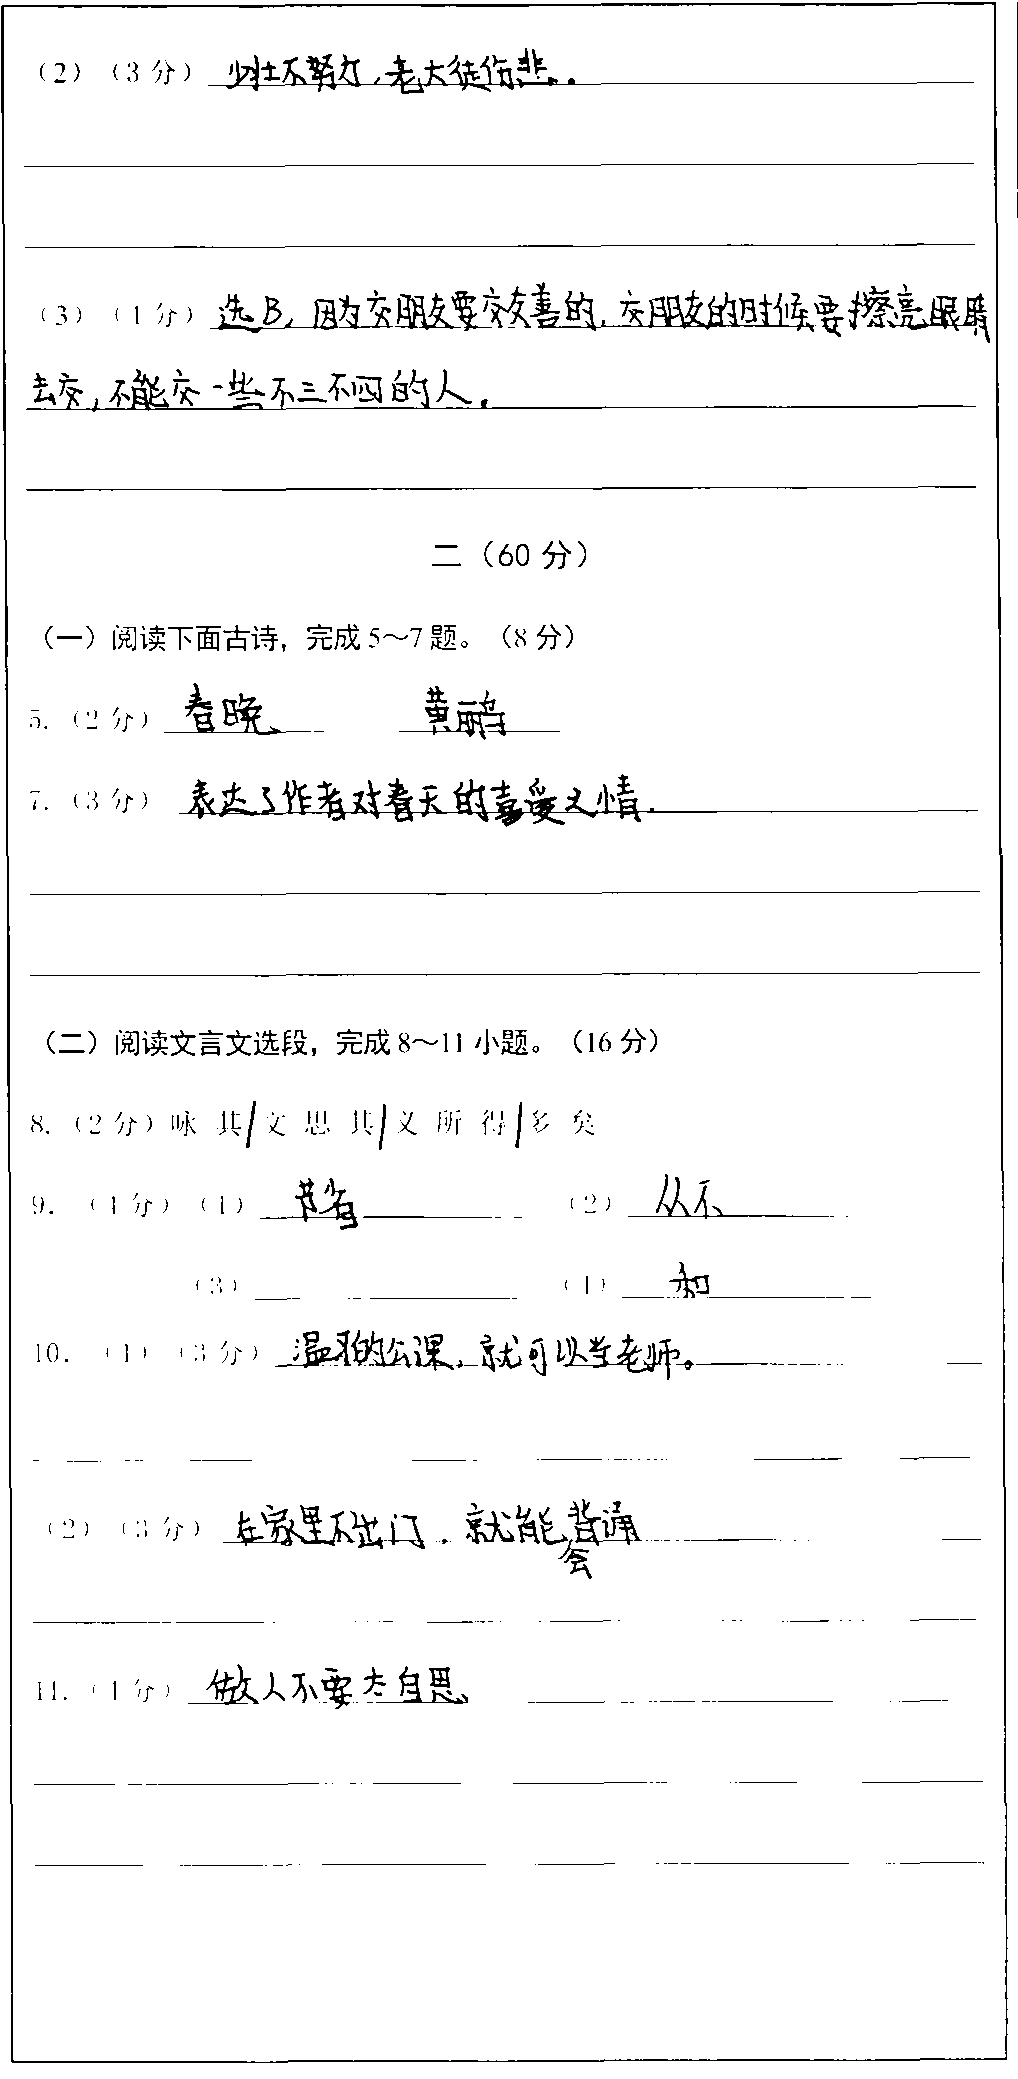 （2）（3分）少壮不努力，老大徒伤悲。
（3）（4分）选B，因为交朋友要交友善的，交朋友的时候要擦亮眼睛
去交，不能交一些不三不四的人。
二（60 分）
（一）阅读下面古诗，完成5～7题。（8分）
5.（2分）春晚 黄鹂
7.（3分）表达了作者对春天的喜爱之情.
（二）阅读文言文选段，完成8～11小题。（16分）
8.（2分）咏 其/文 思 其/义 所 得/多 矣
9.（4分）（1）节省 （2）从不
（3） （4）和
10.（1）（3分）温习的公课，就可以当老师。
（2）（3分）在家里不出门，就能会背诵
11.（4分）做人不要太自思